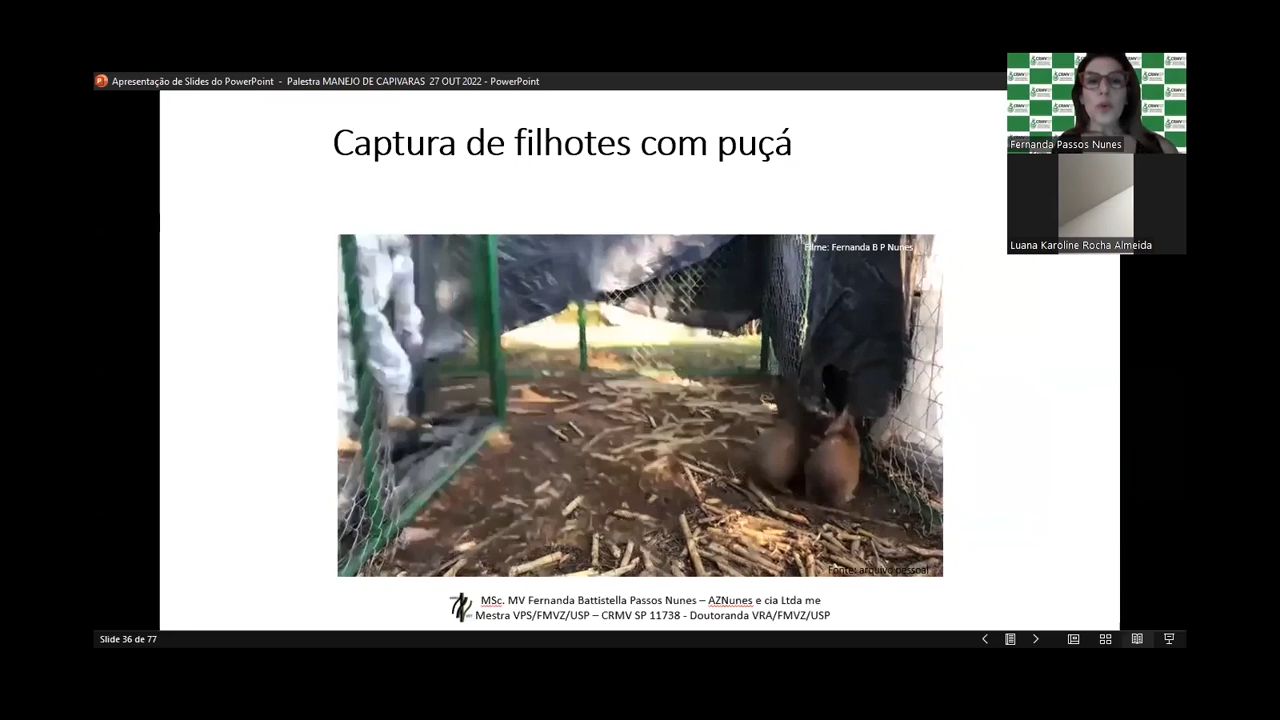 Apresentação de Slides do PowerPoint - Palestra MANEJO DE CAPIVARAS 27 OUT 2022 - PowerPoint
Captura de filhotes com puçá
Filme: Fernanda B P Nunes
Fonte: arquivo pessoal
MSc. MV Fernanda Battistella Passos Nunes – AZNunes e cia Ltda me
Mestra VPS/FMVZ/USP – CRMV SP 11738 - Doutoranda VRA/FMVZ/USP
Slide 36 de 77
Fernanda Passos Nunes
Luana Karoline Rocha Almeida